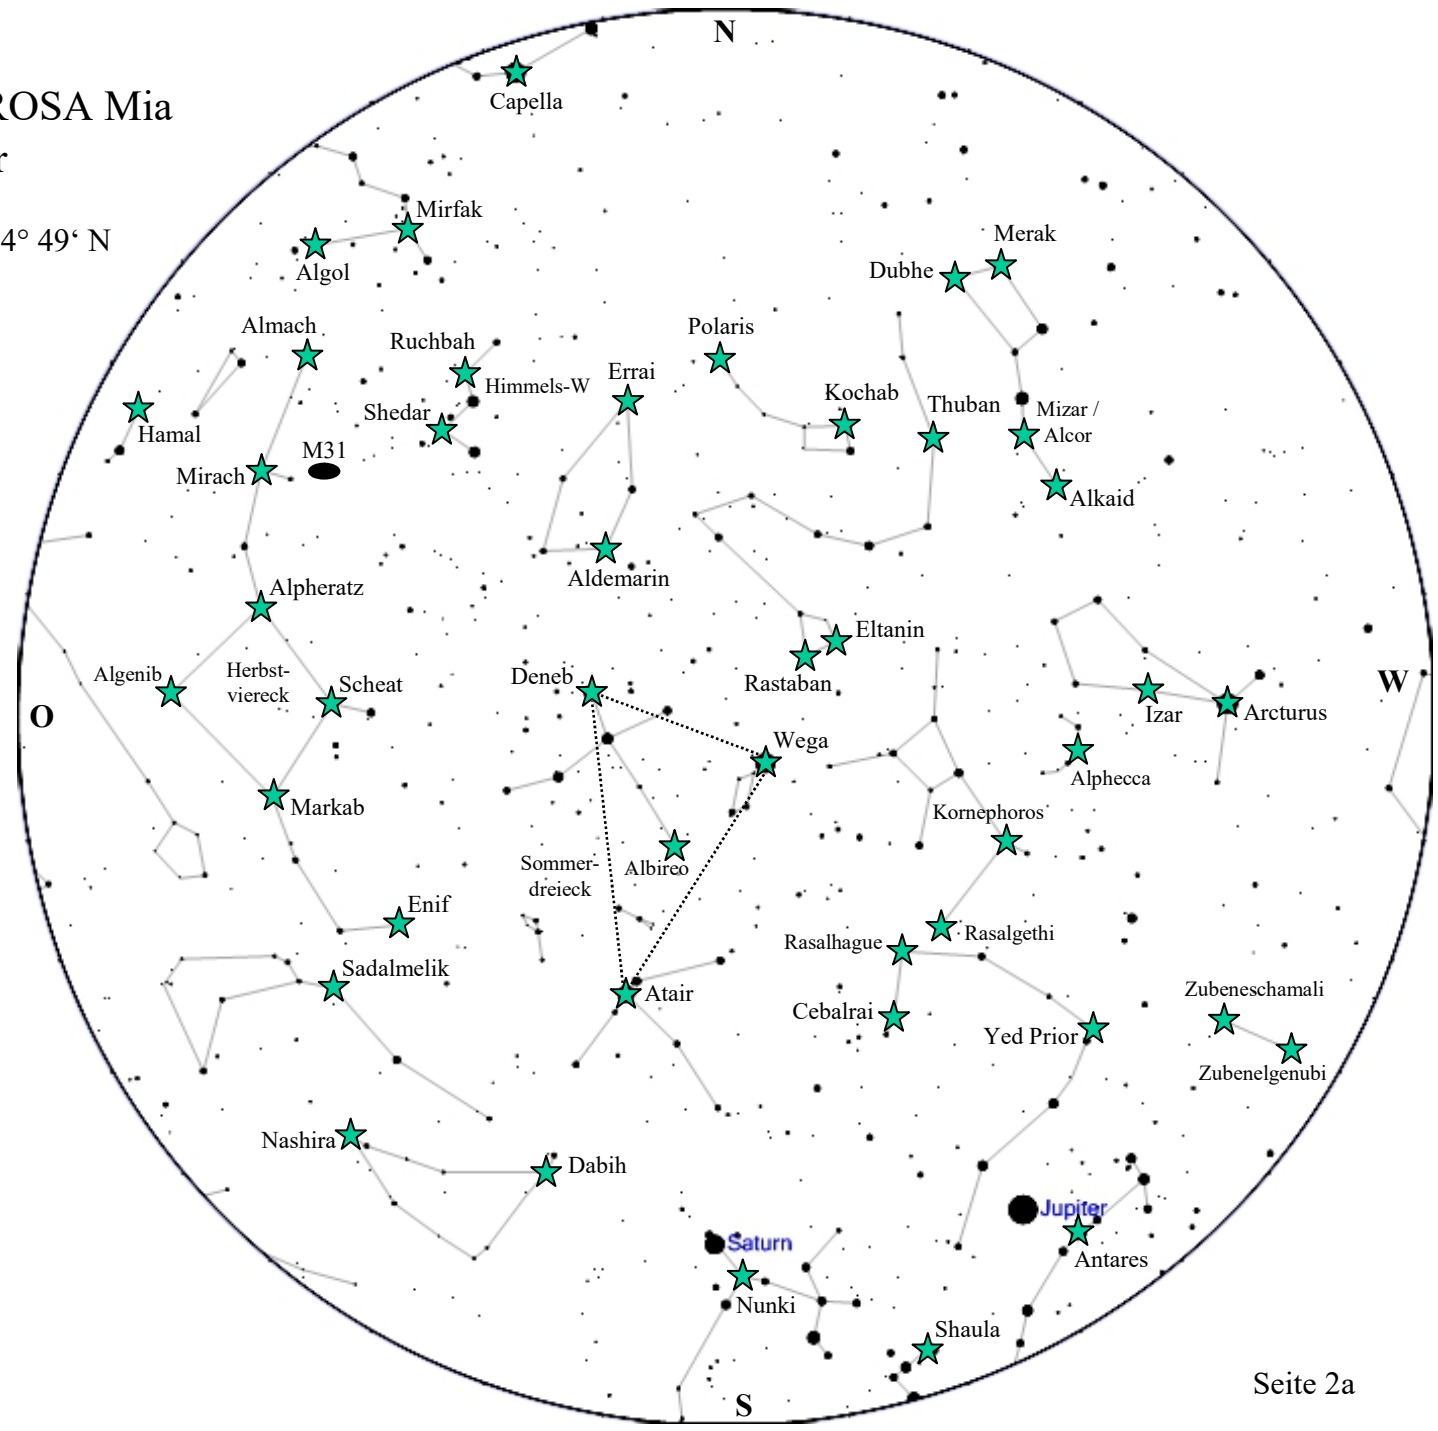 N
Capella
ROSA Mia
r
4° 49‘ N
Mirfak
Algol
Merak
Dubhe
Almach
Ruchbah
Polaris
Himmels-W
Errai
Kochab
Hamal
Shedar
Thuban
Mizar /
Alcor
M31
Mirach
Alkaid
Aldemarin
Alpheratz
Eltanin
Rastaban
Algenib
Herbst-
viereck
Scheat
Deneb
W
O
Izar
Arcturus
Wega
Alphecca
Markab
Kornephoros
Sommer-
dreieck
Albireo
Enif
Rasalhague
Rasalgethi
Sadalmelik
Atair
Cebalrai
Yed Prior
Zubeneschamali
Zubenelgenubi
Nashira
Dabih
Jupiter
Saturn
Antares
Nunki
Shaula
Seite 2a
S